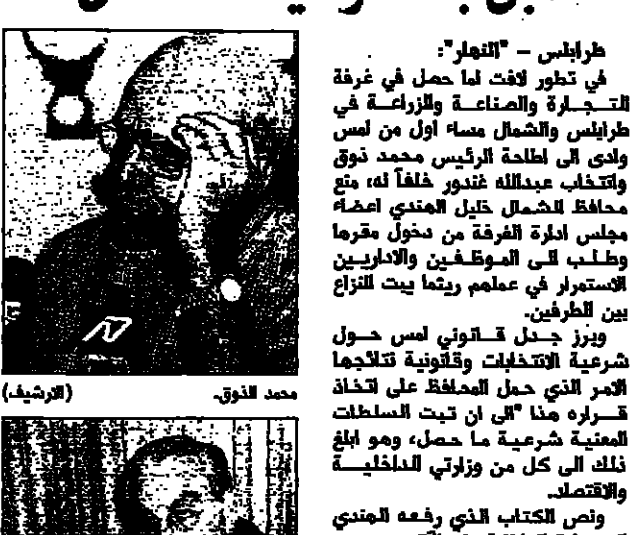 طرابلس – "النهار":
في تطور لافت لما حصل في غرفة
التجارة والصناعة والزراعة في
طرابلس والشمال مساء اول من امس
وادى الى اطاحة الرئيس محمد ذوق
وانتخاب عبدالله غندور خلفاً له، منع
محافظ الشمال خليل الهندي اعضاء
مجلس ادارة الغرفة من دخول مقرها
وطلب الى الموظفين والاداريين
الاستمرار في عملهم ريثما يبت النزاع
بين الطرفين.
وبرز جدل قانوني امس حول
شرعية الانتخابات وقانونية نتائجها
الامر الذي حمل المحافظ على اتخاذ
قراره هذا "الى ان تبت السلطات
المعنية شرعية ما حصل، وهو ابلغ
ذلك الى كل من وزارتي الداخلية
والاقتصاد.
ونص الكتاب الذي رفعه الهندي
محمد الذوق.
(الارشيف)